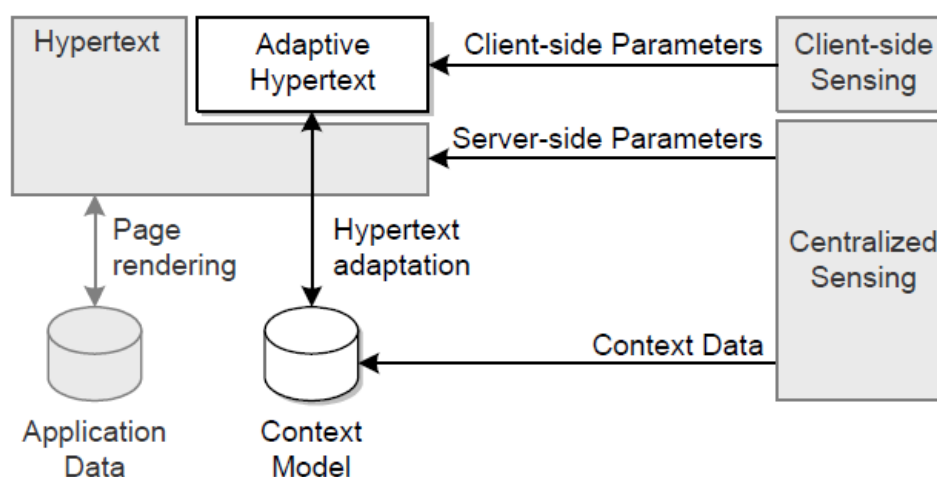 Hypertext
Adaptive
Hypertext
Client-side Parameters
Client-side
Sensing
Server-side Parameters
Page
rendering
Hypertext
adaptation
Centralized
Sensing
Context Data
Application
Data
Context
Model